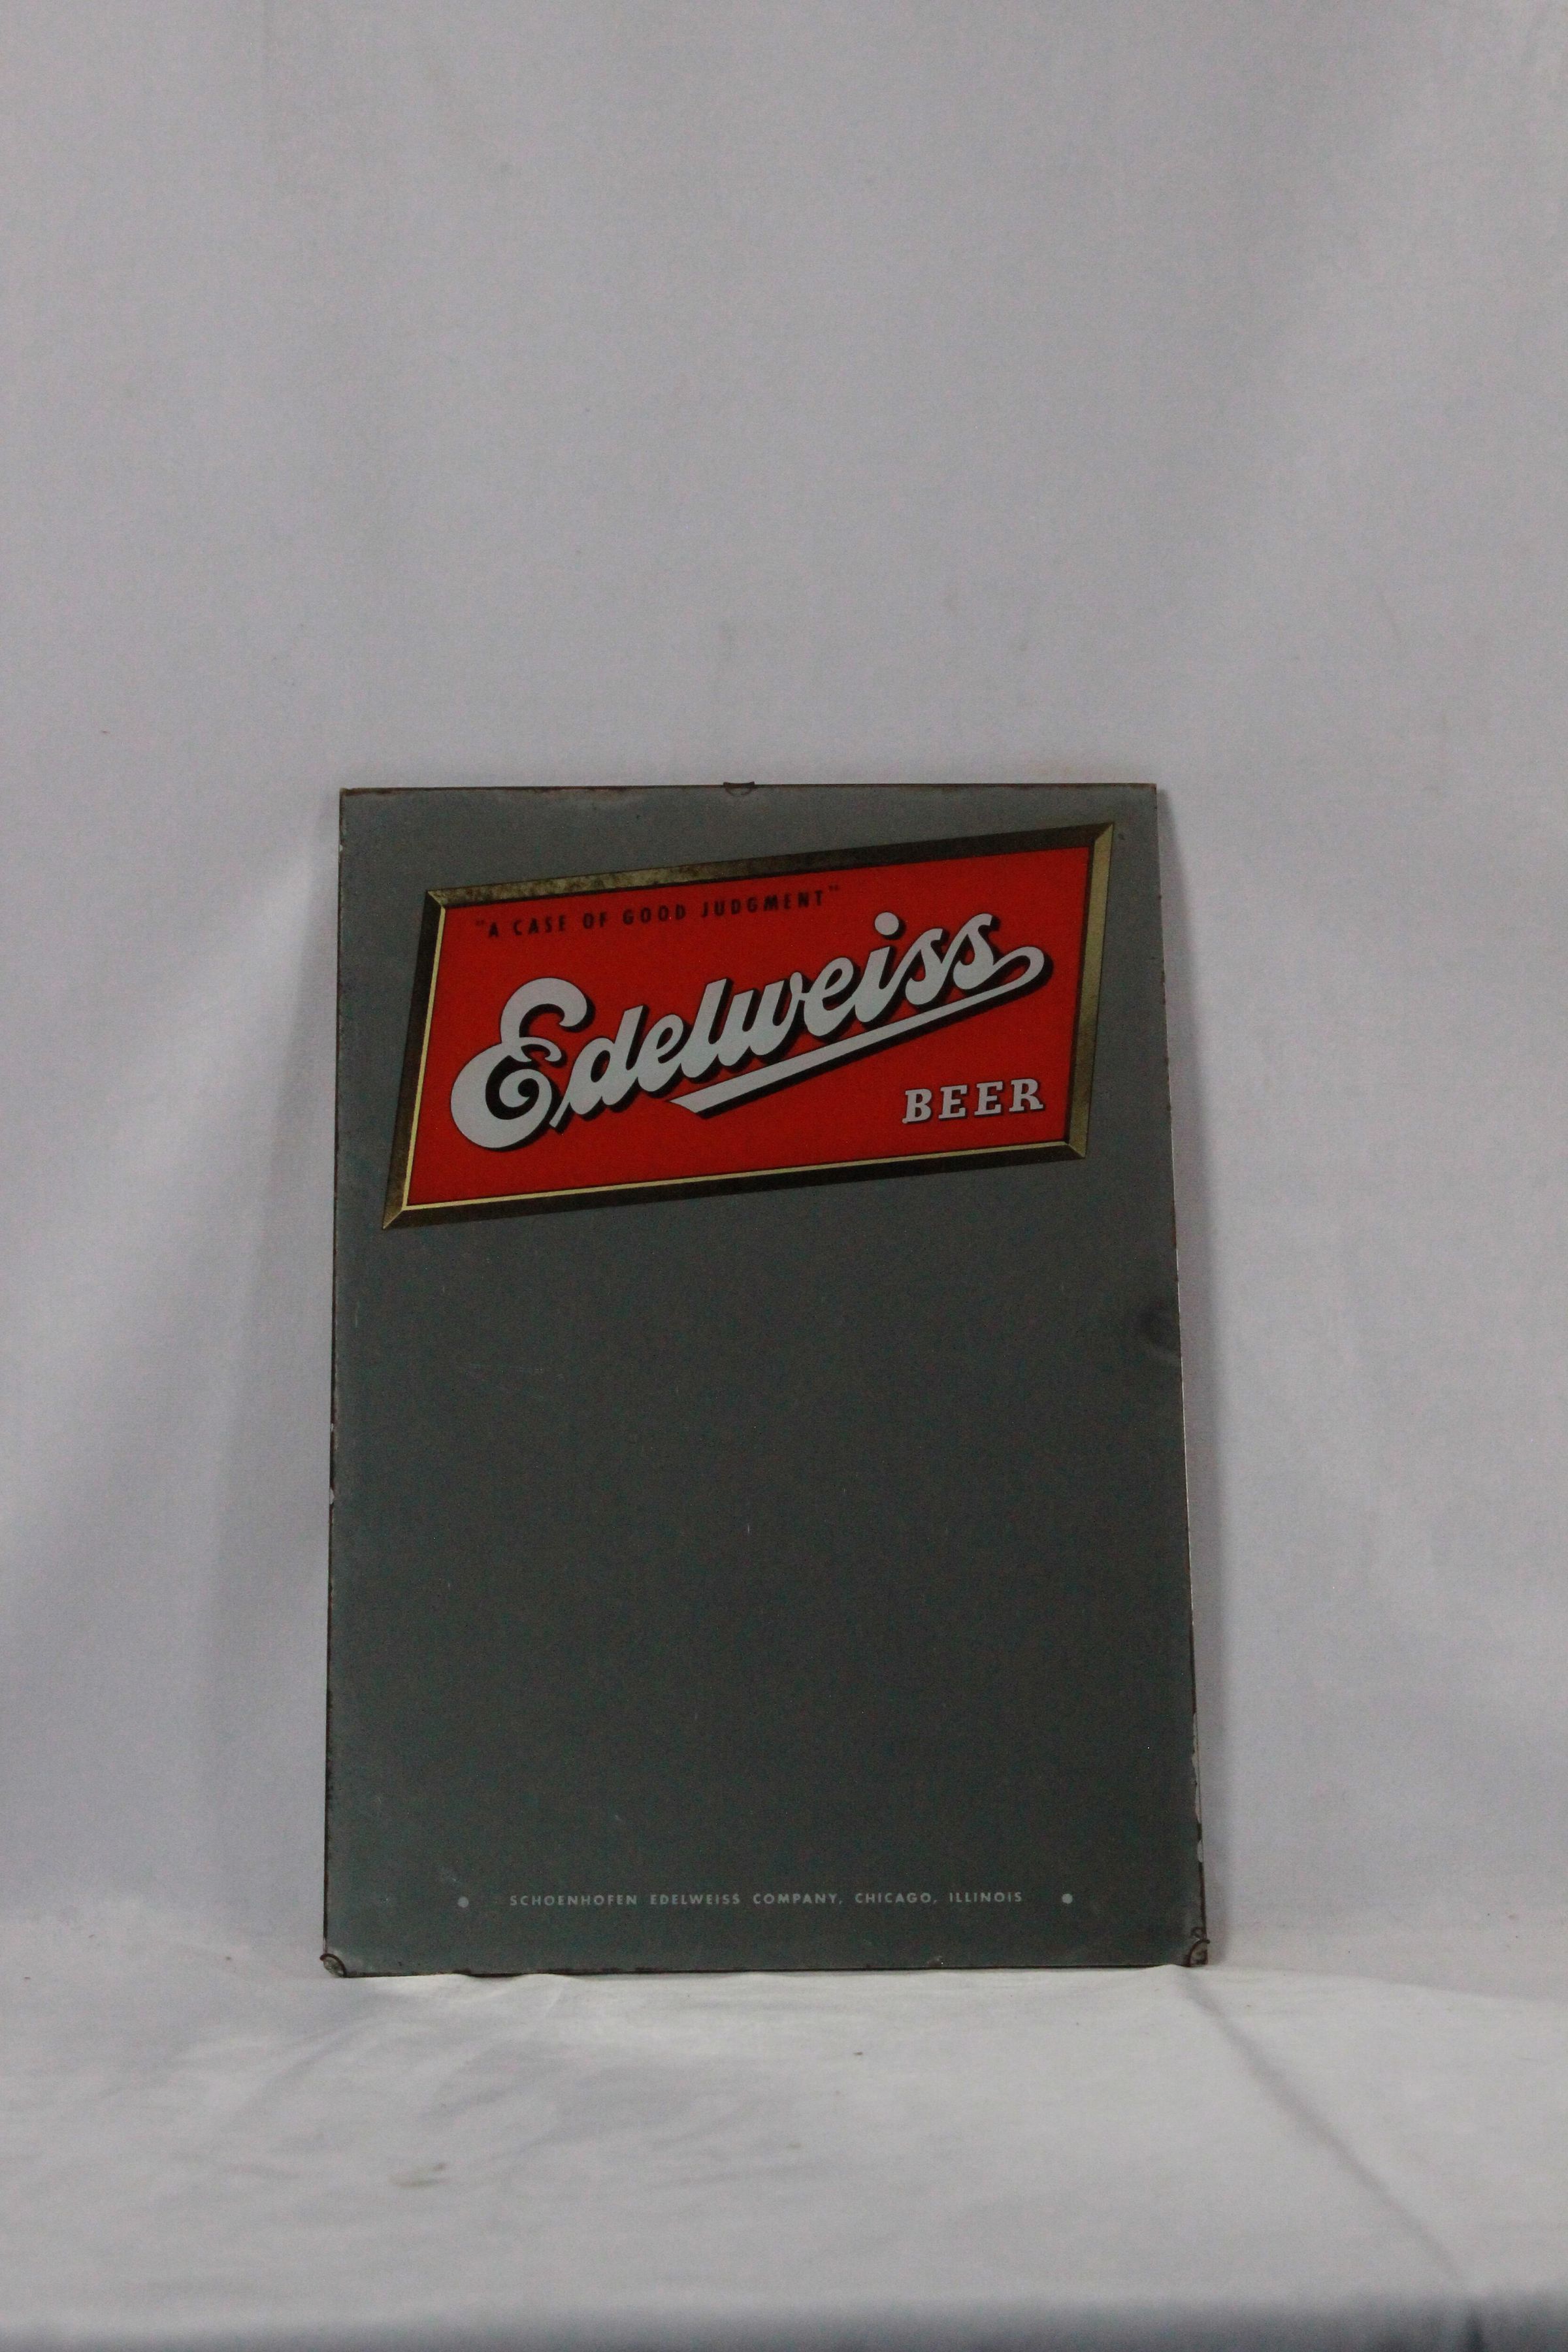 "A CASE OF GOOD JUDGMENT"
Edelweiss
BEER
• SCHOENHOFEN EDELWEISS COMPANY, CHICAGO, ILLINOIS •